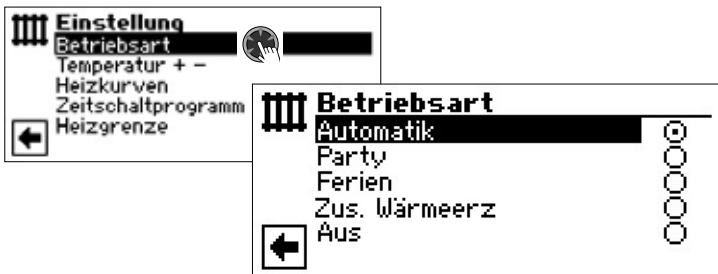 Einstellung
Betriebsart
Temperatur + -
Heizkurven
Zeitschaltprogramm
Heizgrenze
Betriebsart
Automatik
Party
Ferien
Zus. Wärmeerz
Aus